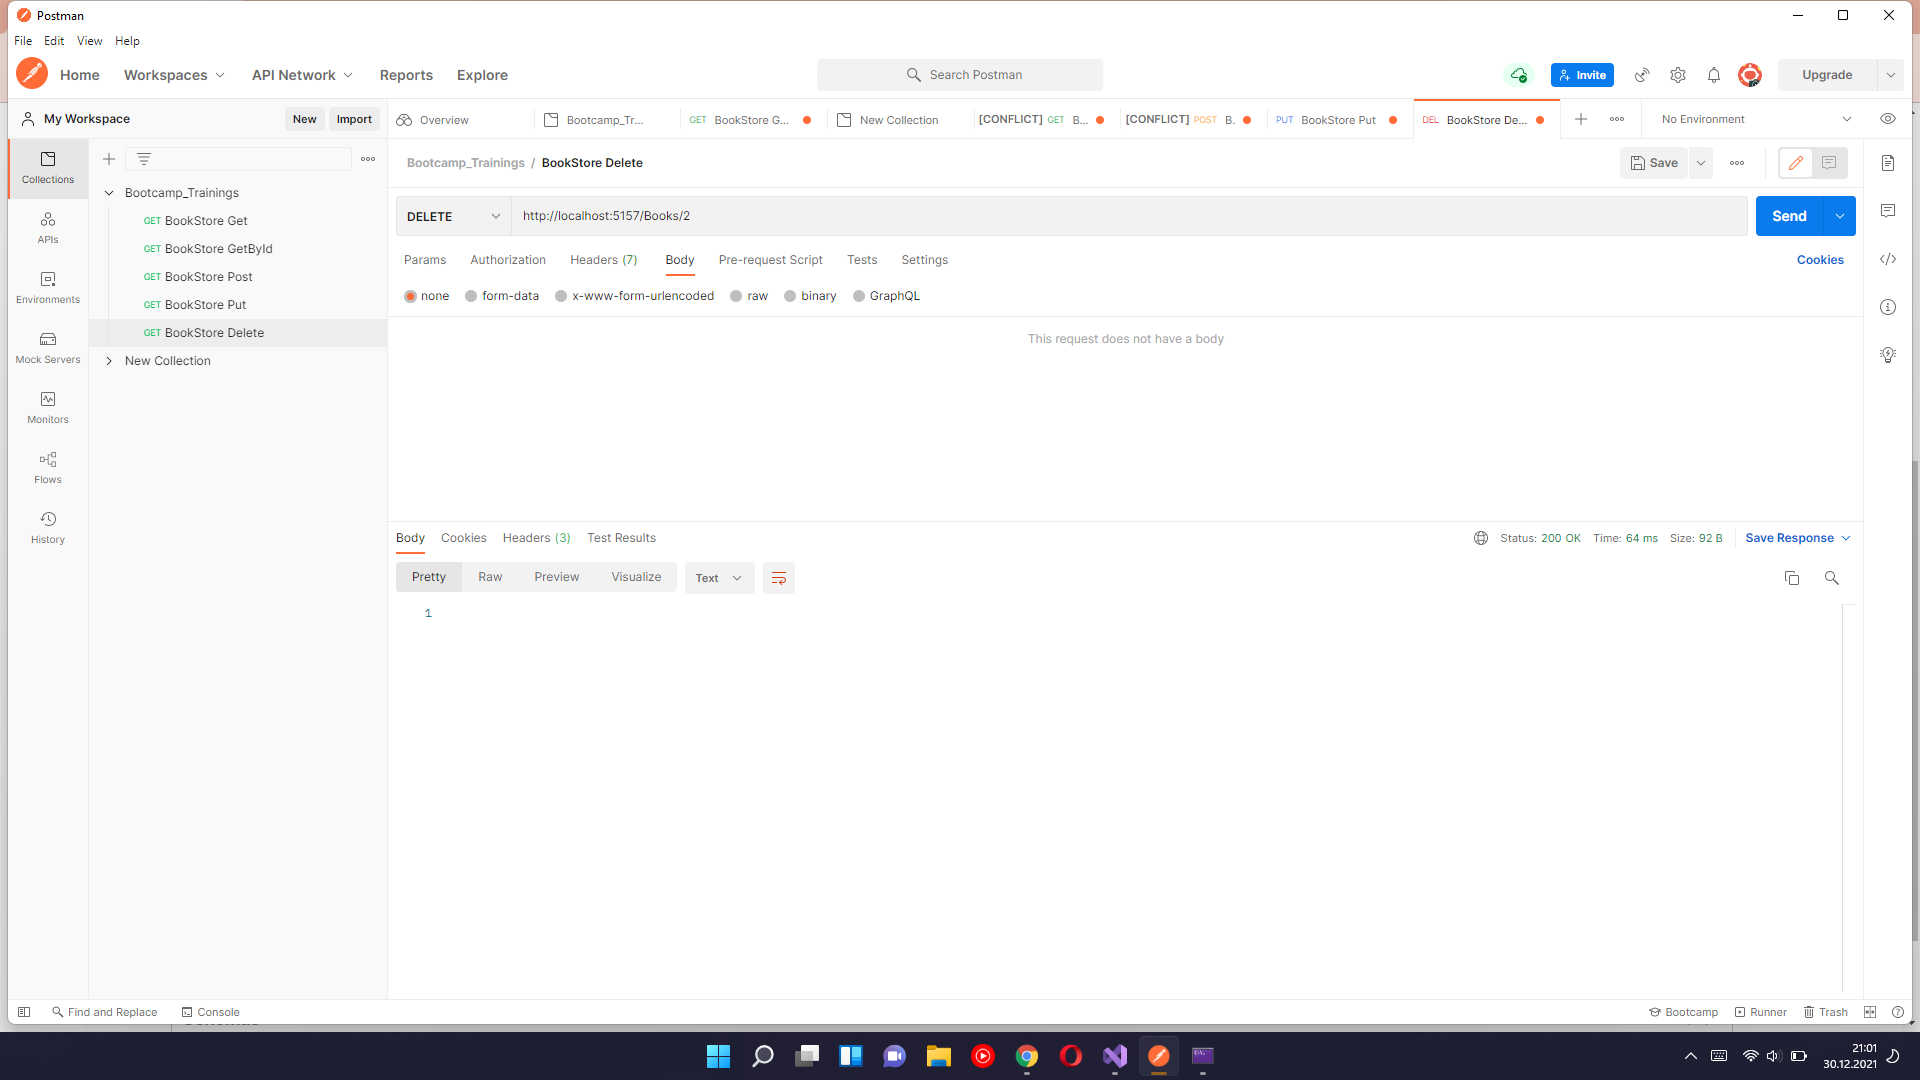 Postman
File Edit View Help
Home Workspaces API Network Reports Explore Search Postman Invite Upgrade
My Workspace New Import Overview Bootcamp_Tr... GET BookStore G... New Collection [CONFLICT] GET B... [CONFLICT] POST B. PUT BookStore Put DEL BookStore De... No Environment
Bootcamp_Trainings / BookStore Delete Save
Collections
APIs
Environments
Mock Servers
Monitors
Flows
History
Bootcamp_Trainings
GET BookStore Get
GET BookStore GetById
GET BookStore Post
GET BookStore Put
GET BookStore Delete
New Collection
DELETE http://localhost:5157/Books/2 Send
Params Authorization Headers (7) Body Pre-request Script Tests Settings Cookies
none form-data x-www-form-urlencoded raw binary GraphQL
This request does not have a body
Body Cookies Headers (3) Test Results Status: 200 OK Time: 64 ms Size: 92 B Save Response
Pretty Raw Preview Visualize Text
1
Find and Replace Console Bootcamp Runner Trash
21:01
30.12.2021